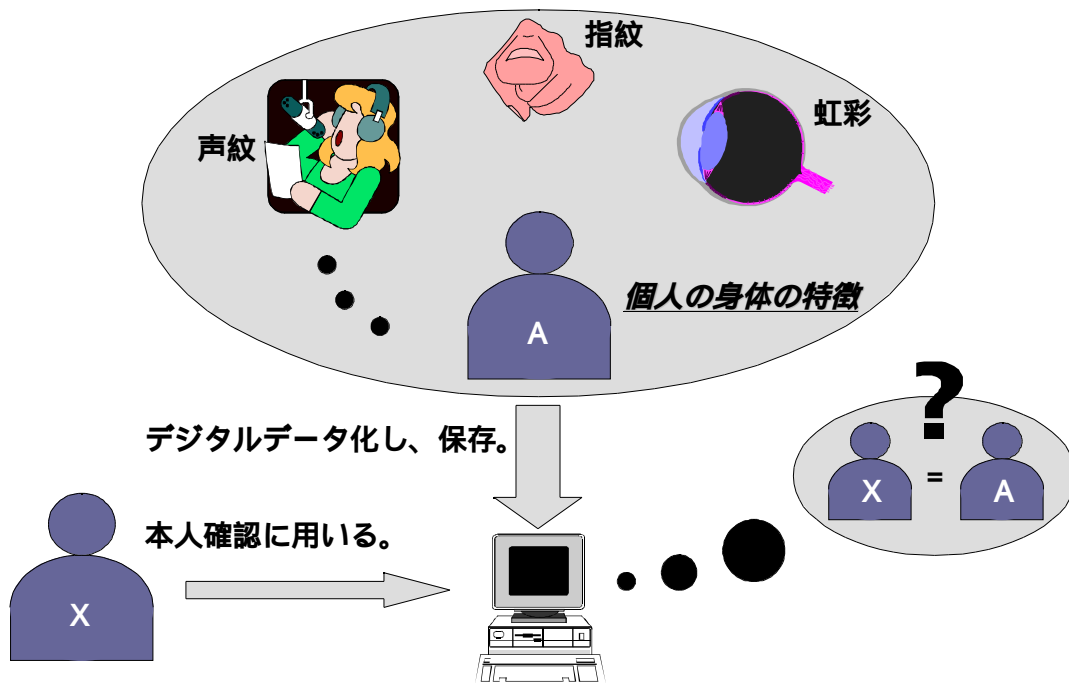 指紋
虹彩
声紋
個人の身体の特徴
A
デジタルデータ化し、保存。
?
X = A
本人確認に用いる。
X